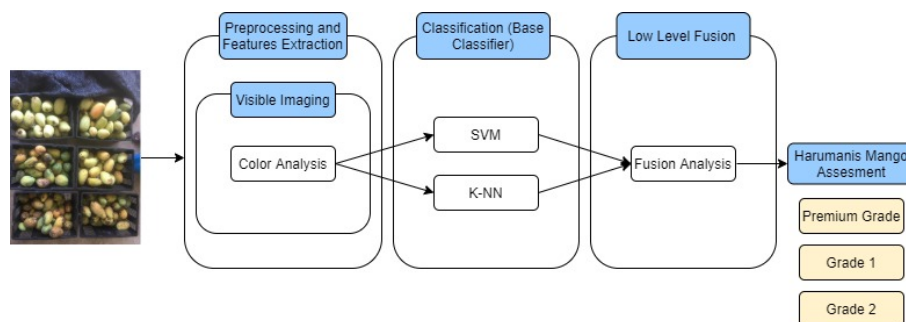 Preprocessing and
Features Extraction
Classification (Base
Classifier)
Low Level Fusion
Visible Imaging
Color Analysis
SVM
K-NN
Fusion Analysis
Harumanis Mango
Assesment
Premium Grade
Grade 1
Grade 2